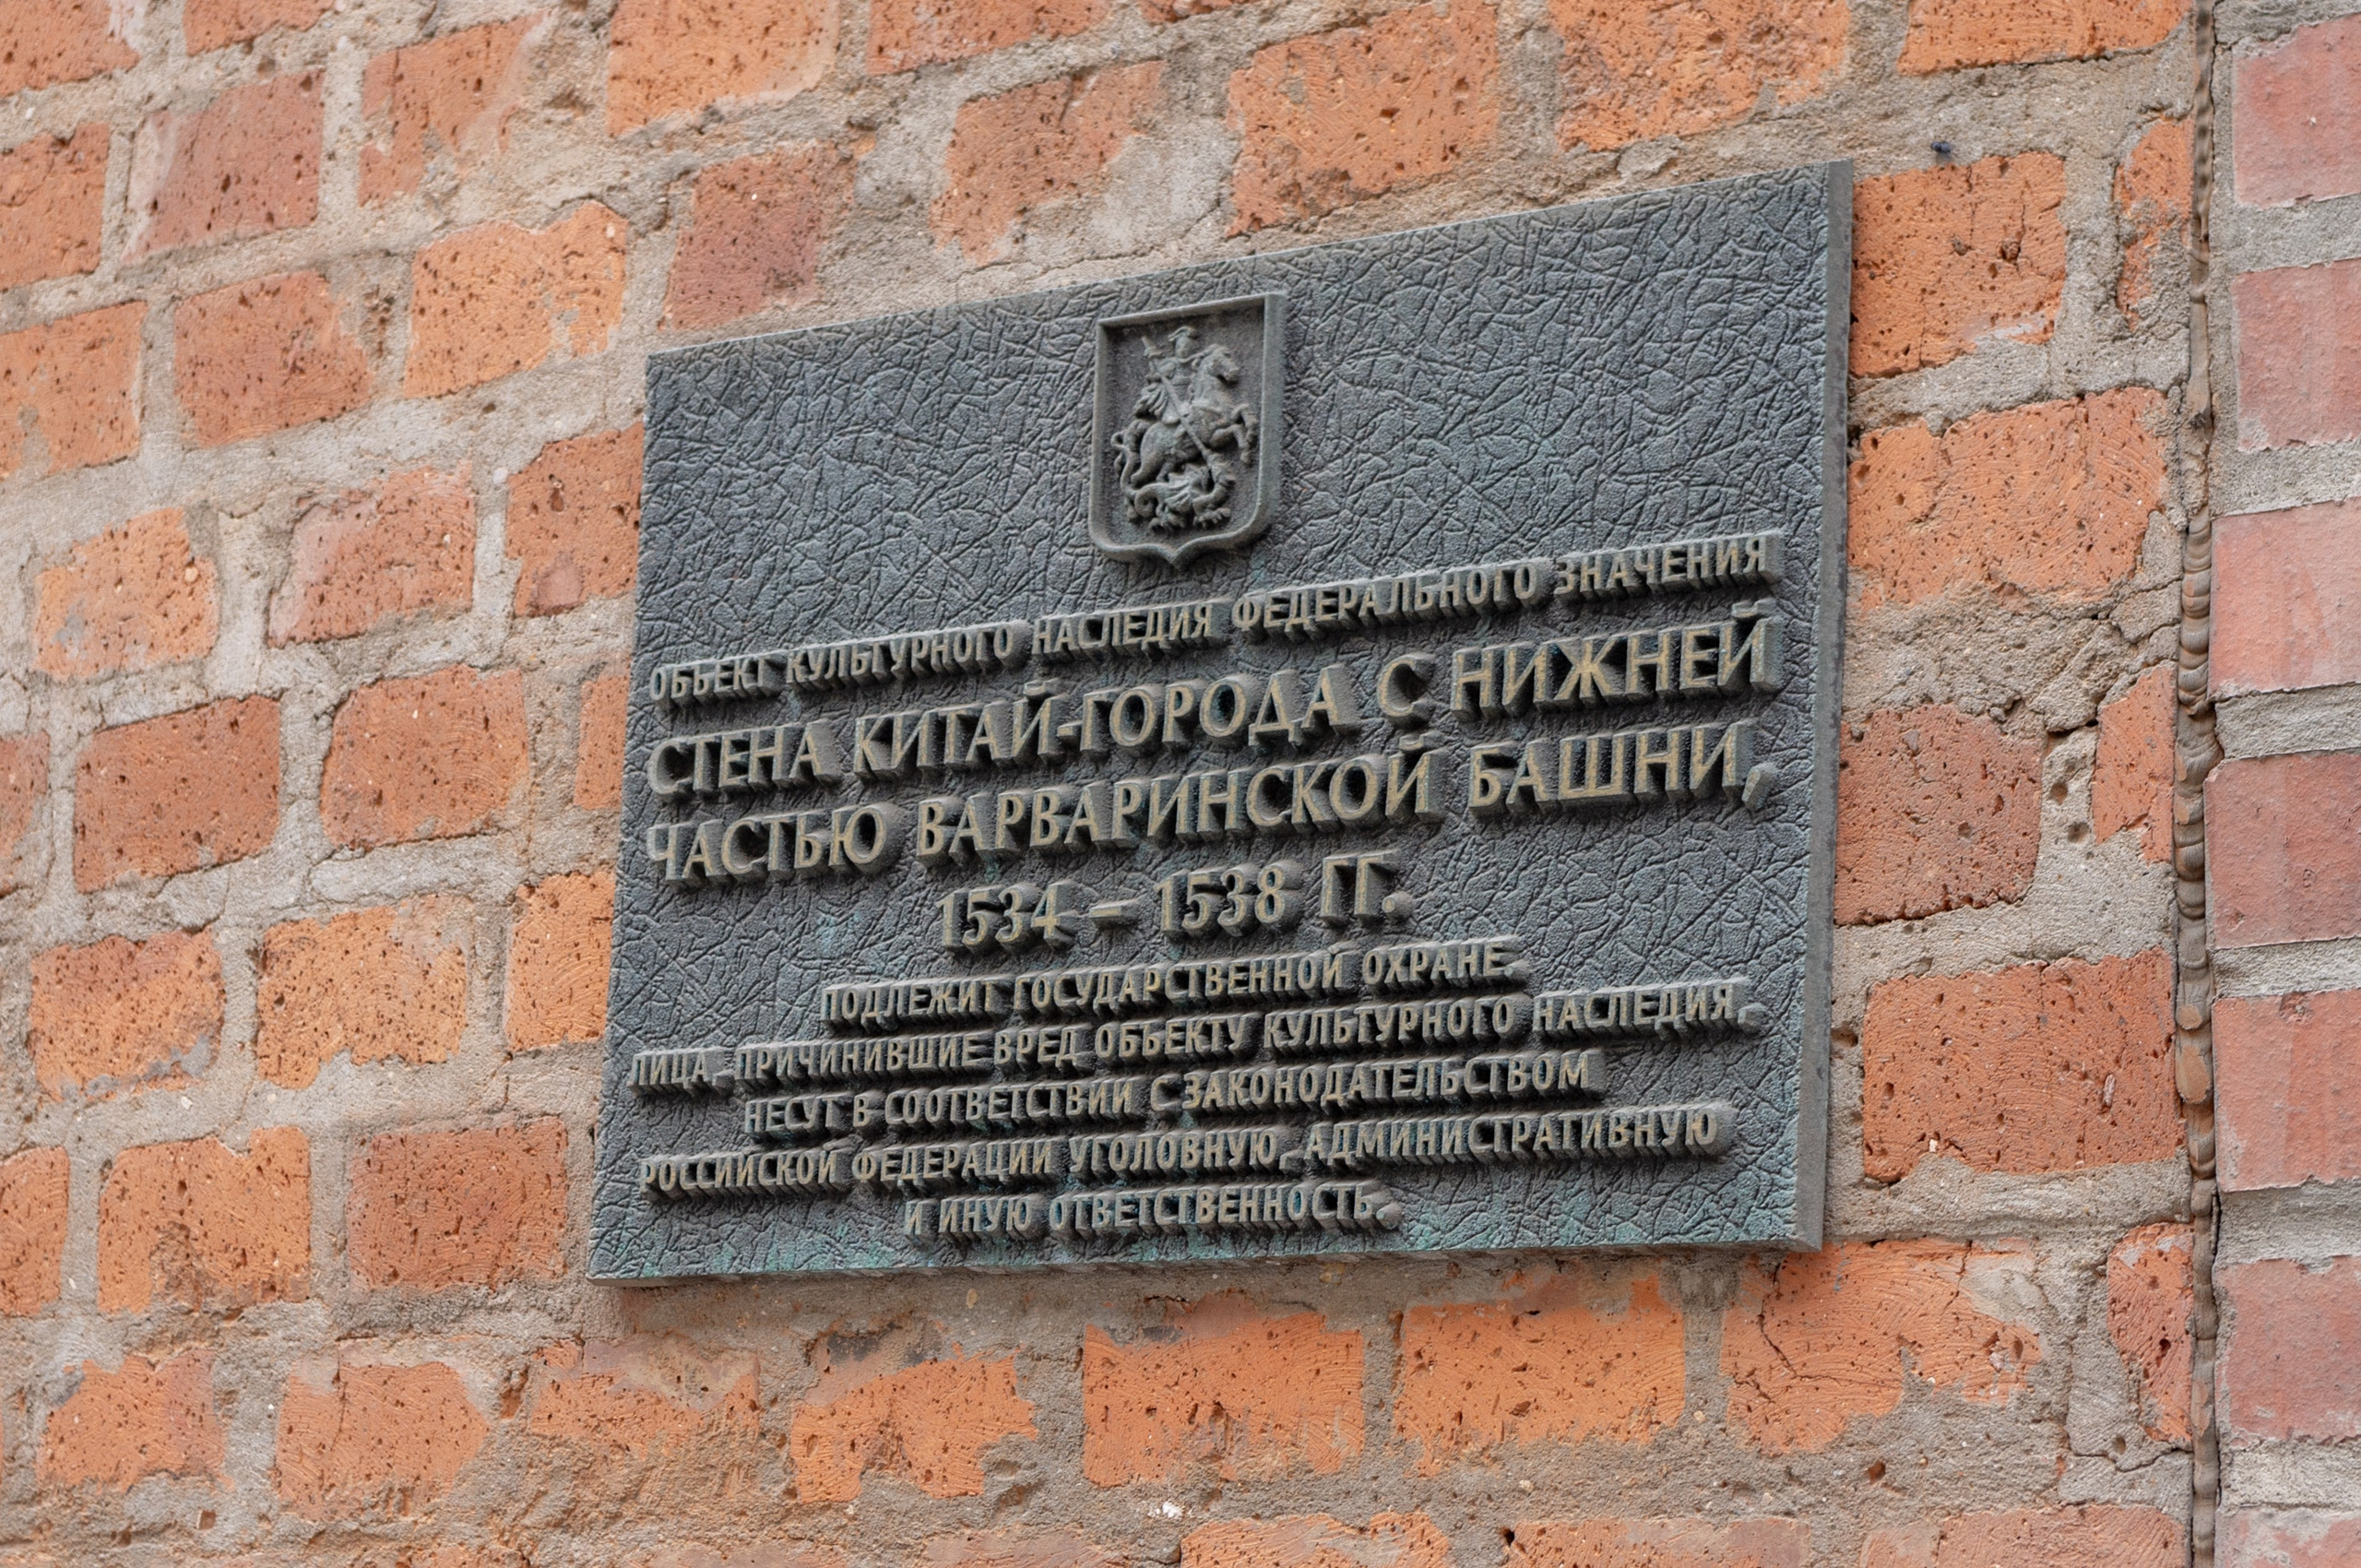 ОБЪЕКТ КУЛЬТУРНОГО НАСЛЕДИЯ ФЕДЕРАЛЬНОГО ЗНАЧЕНИЯ
СТЕНА КИТАЙ-ГОРОДА С НИЖНЕЙ
ЧАСТЬЮ ВАРВАРИНСКОЙ БАШНИ,
1534 – 1538 ГГ.
ПОДЛЕЖИТ ГОСУДАРСТВЕННОЙ ОХРАНЕ.
ЛИЦА, ПРИЧИНИВШИЕ ВРЕД ОБЪЕКТУ КУЛЬТУРНОГО НАСЛЕДИЯ,
НЕСУТ В СООТВЕТСТВИИ С ЗАКОНОДАТЕЛЬСТВОМ
РОССИЙСКОЙ ФЕДЕРАЦИИ УГОЛОВНУЮ, АДМИНИСТРАТИВНУЮ
И ИНУЮ ОТВЕТСТВЕННОСТЬ.